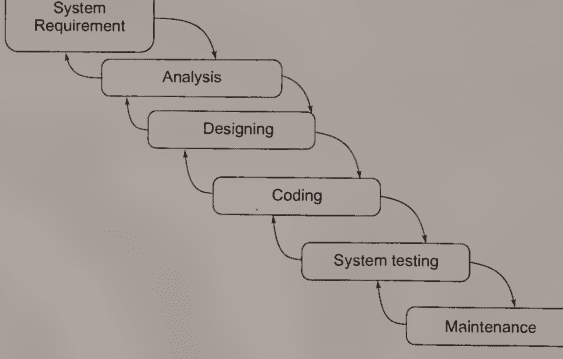 System
Requirement
Analysis
Designing
Coding
System testing
Maintenance